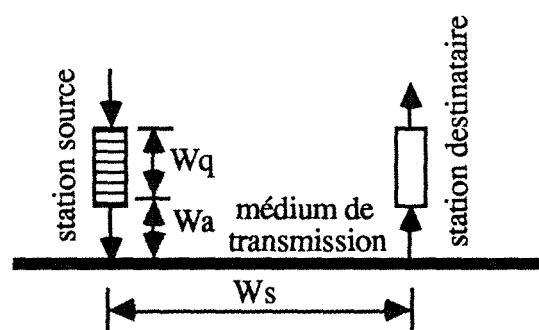 station source
Wq
Wa
médium de
transmission
station destinataire
Ws